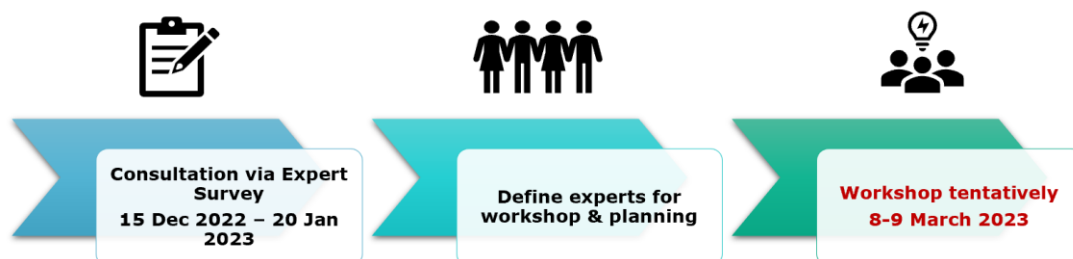 Consultation via Expert
Survey
15 Dec 2022 – 20 Jan
2023
Define experts for
workshop & planning
Workshop tentatively
8-9 March 2023